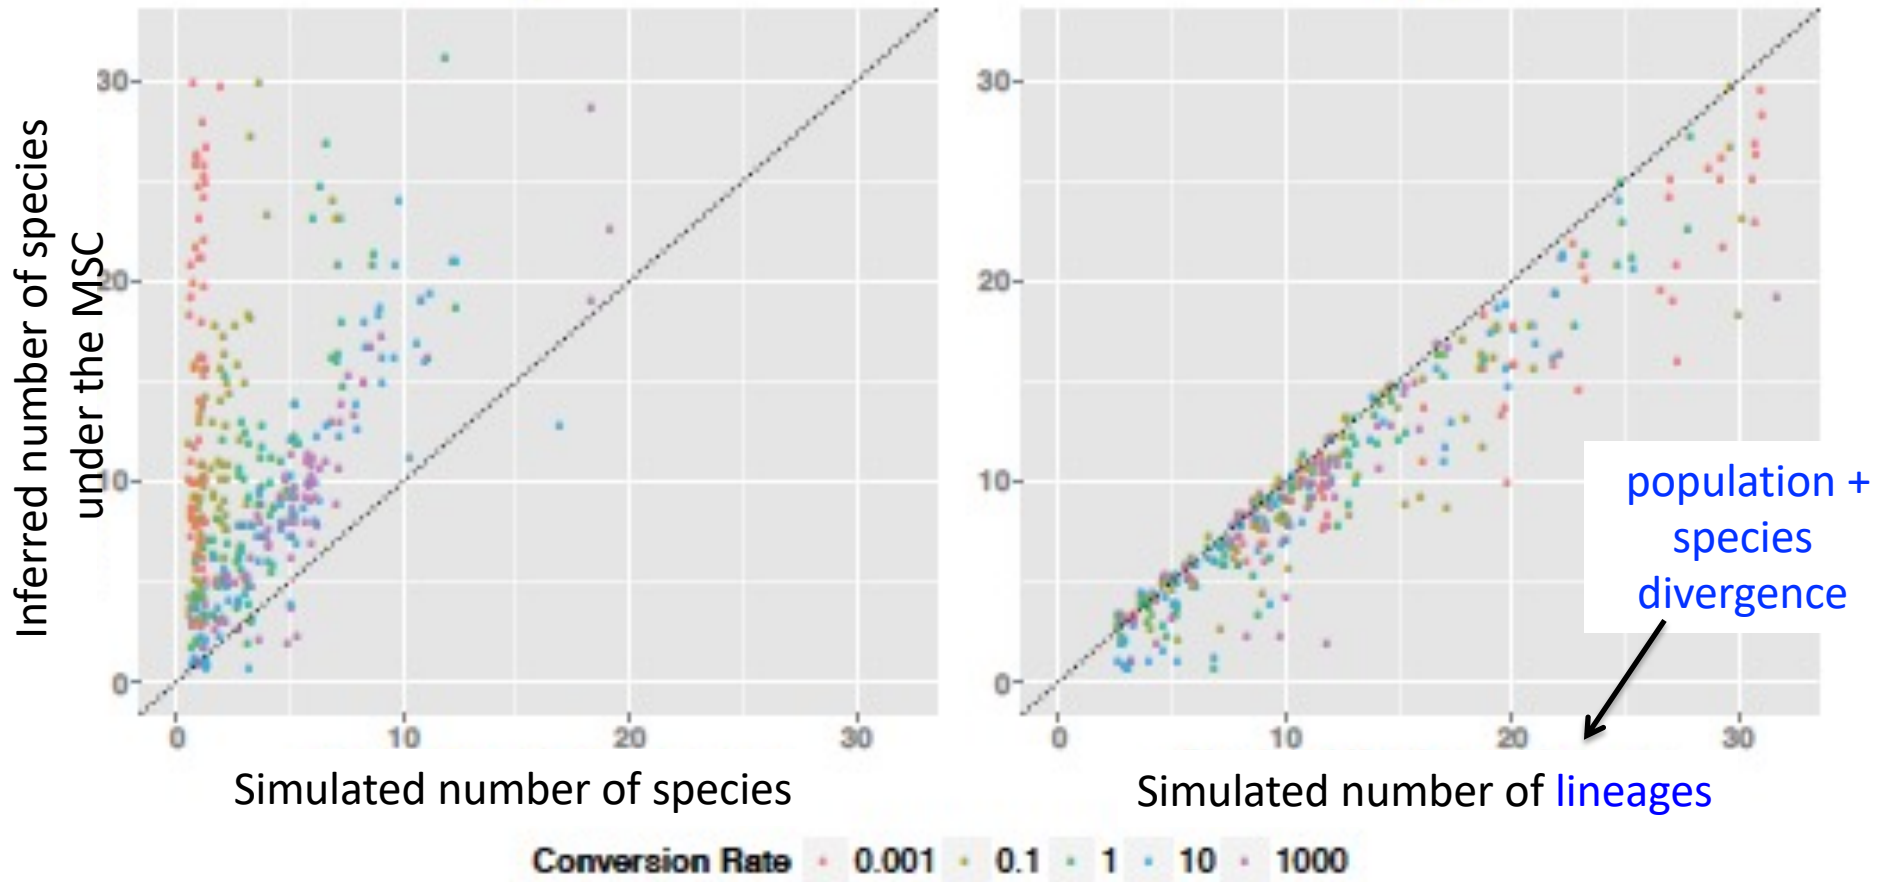 Inferred number of species
under the MSC
30
20
10
0
0 10 20 30
Simulated number of species
30
20
10
0
0 10 20 30
Simulated number of lineages
population +
species
divergence
Conversion Rate 0.001 0.1 1 10 1000